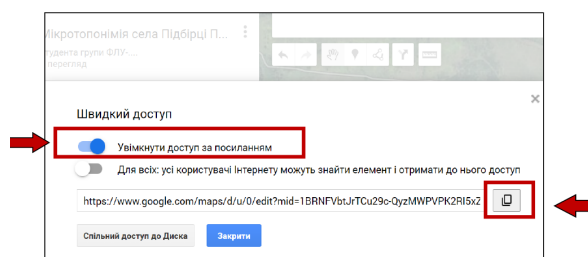 Мікротопонімія села Підбірці П...
тудента групи ФЛУ-...
перегляд
Швидкий доступ
Увімкнути доступ за посиланням
Для всіх: усі користувачі Інтернету можуть знайти елемент і отримати до нього доступ
https://www.google.com/maps/d/u/0/edit?mid=1BRNFVbtJrTCu29c-QyzMWPVPK2RI5xZ
Спільний доступ до Диска
Закрити